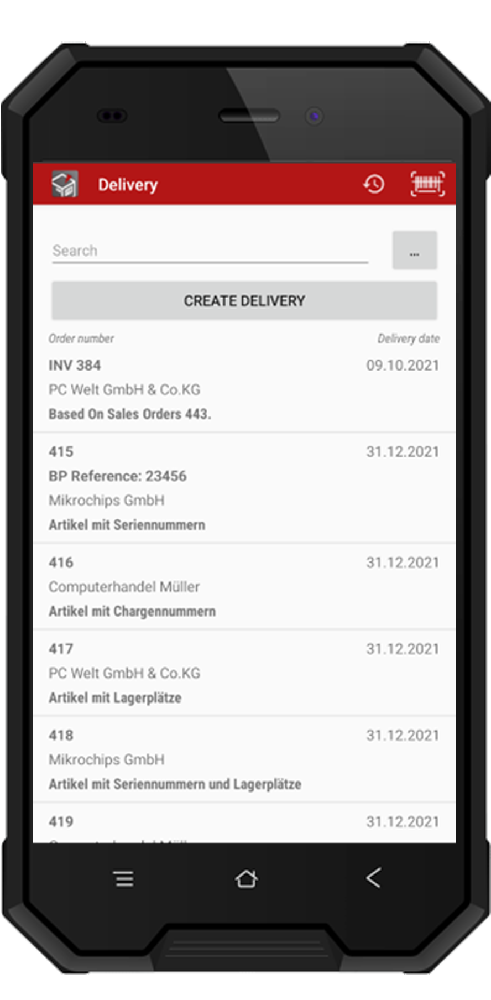 Delivery
Search
...
CREATE DELIVERY
Order number Delivery date
INV 384 09.10.2021
PC Welt GmbH & Co.KG
Based On Sales Orders 443.
415 31.12.2021
BP Reference: 23456
Mikrochips GmbH
Artikel mit Seriennummern
416 31.12.2021
Computerhandel Müller
Artikel mit Chargennummern
417 31.12.2021
PC Welt GmbH & Co.KG
Artikel mit Lagerplätze
418 31.12.2021
Mikrochips GmbH
Artikel mit Seriennummern und Lagerplätze
419 31.12.2021